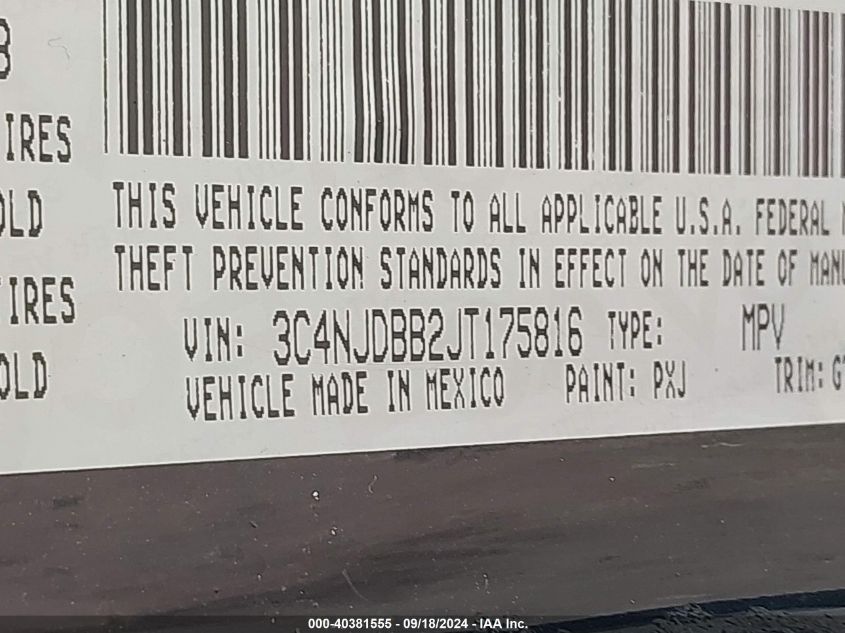 IRES
OLD
IRES
OLD
THIS VEHICLE CONFORMS TO ALL APPLICABLE U.S.A. FEDERAL
THEFT PREVENTION STANDARDS IN EFFECT ON THE DATE OF MANU
VIN: 3C4NJDBB2JT175816 TYPE: MPV
VEHICLE MADE IN MEXICO PAINT: PXJ TRIM:
000-40381555 - 09/18/2024 - IAA Inc.